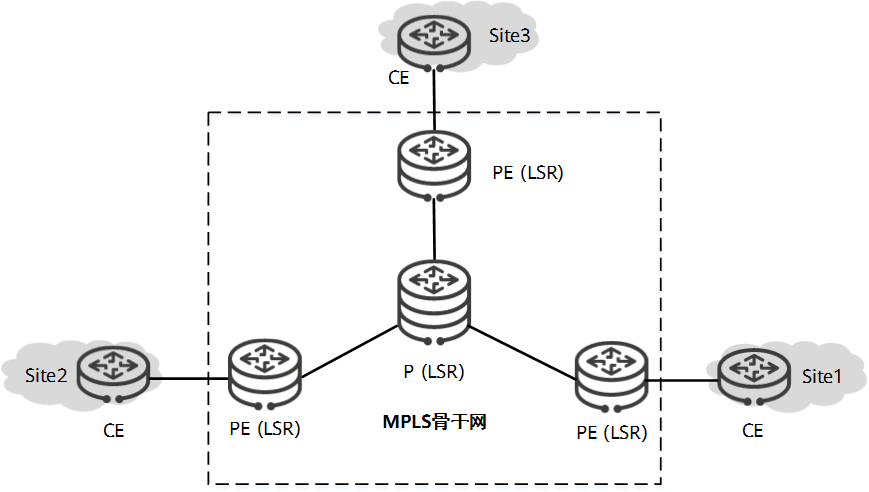 Site3
CE
PE (LSR)
P (LSR)
Site2
CE
PE (LSR)
MPLS骨干网
PE (LSR)
Site1
CE